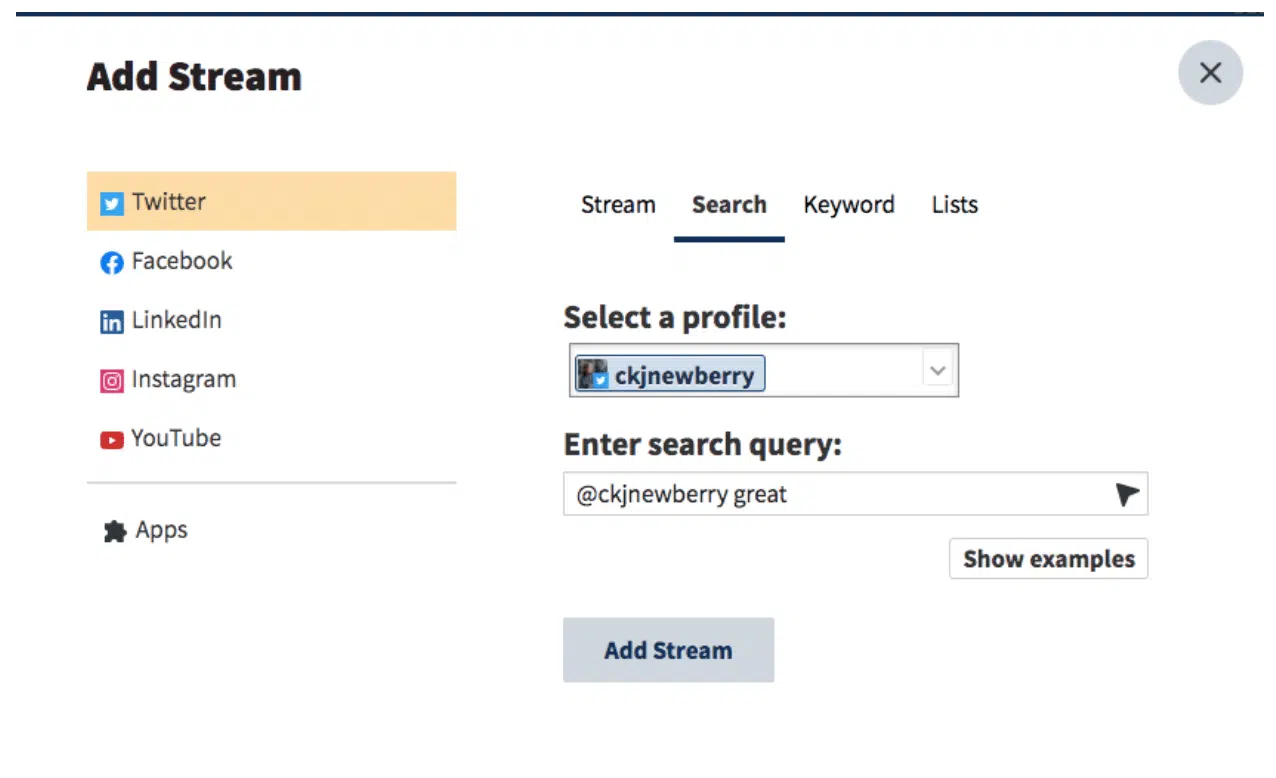 Add Stream
Twitter
Facebook
LinkedIn
Instagram
YouTube
Apps
Stream Search Keyword Lists
Select a profile:
ckjnewberry
Enter search query:
@ckjnewberry great
Show examples
Add Stream